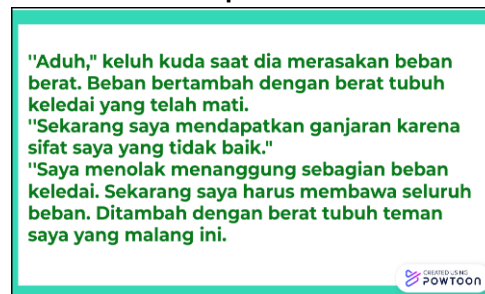 ''Aduh," keluh kuda saat dia merasakan beban
berat. Beban bertambah dengan berat tubuh
keledai yang telah mati.
''Sekarang saya mendapatkan ganjaran karena
sifat saya yang tidak baik."
''Saya menolak menanggung sebagian beban
keledai. Sekarang saya harus membawa seluruh
beban. Ditambah dengan berat tubuh teman
saya yang malang ini.
CREATED USING
POWTOON